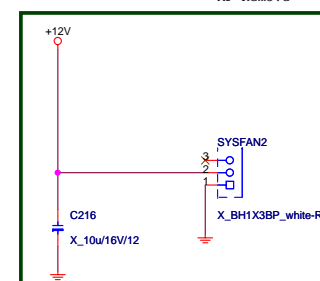 +12V
SYSFAN2
3
2
1
C216
X_BH1X3BP_white-R
X_10u/16V/12